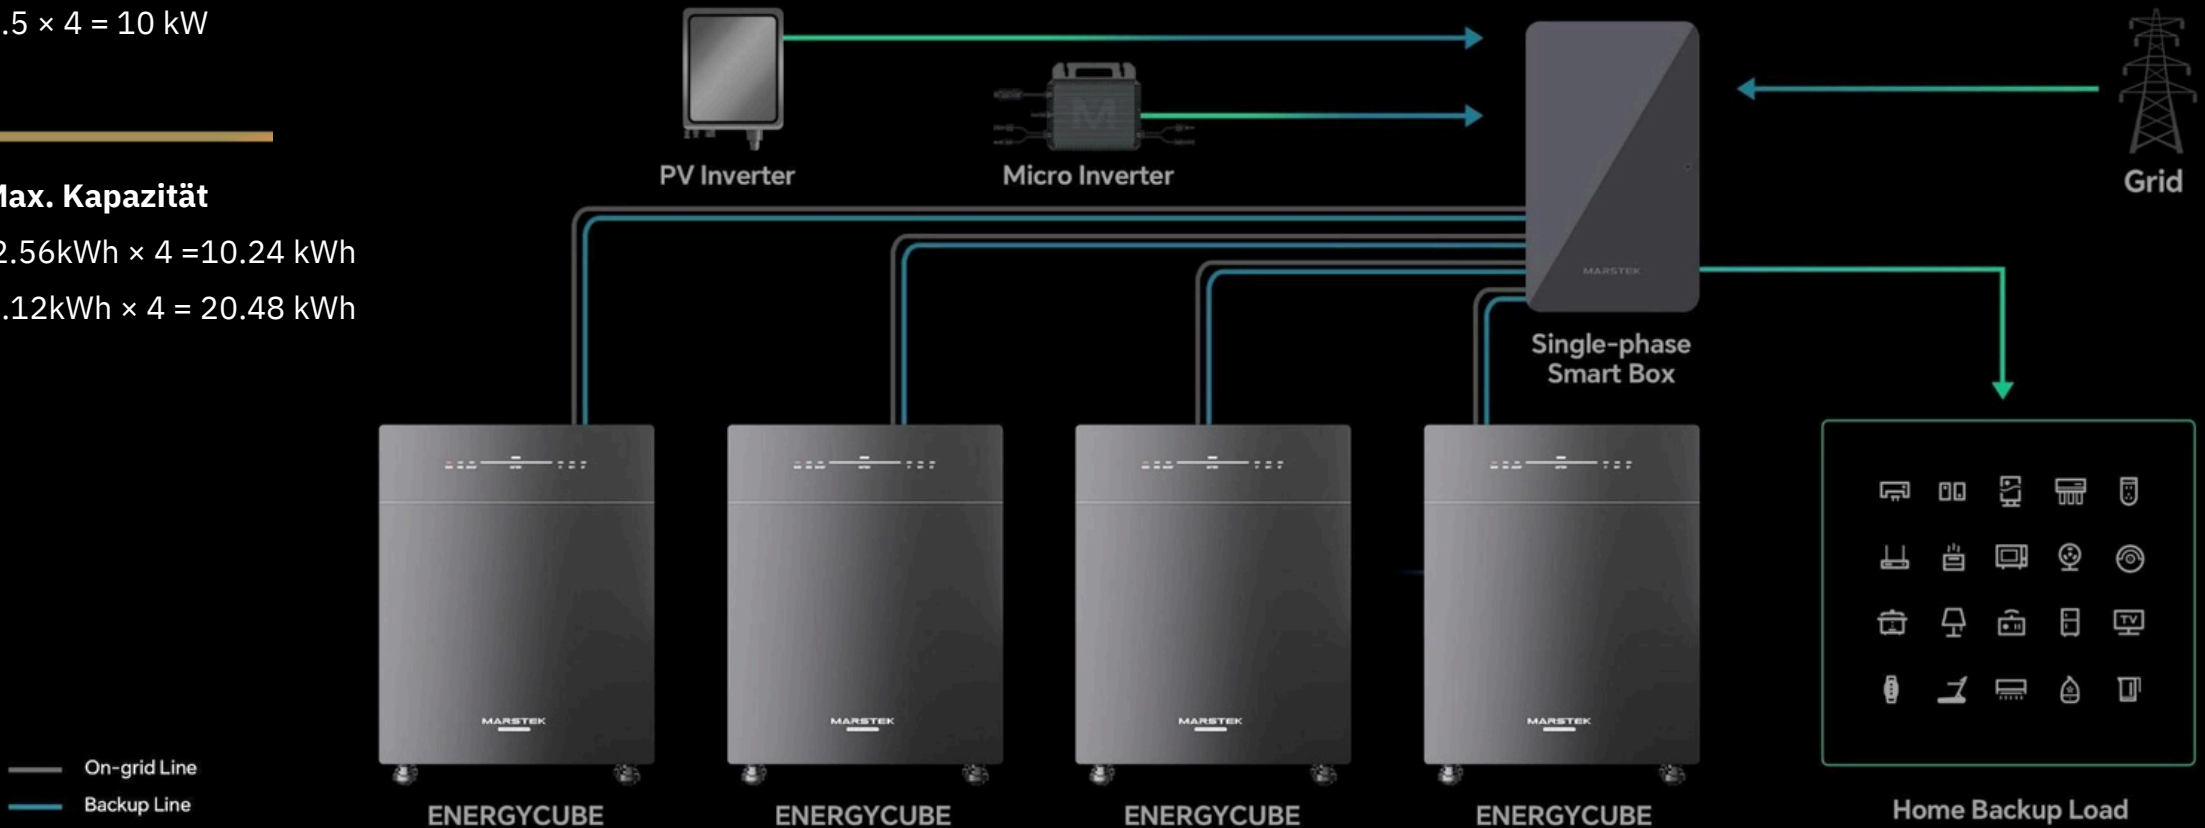 .5 × 4 = 10 kW
Max. Kapazität
2.56kWh × 4 =10.24 kWh
.12kWh × 4 = 20.48 kWh
PV Inverter
Micro Inverter
M
Grid
MARSTEK
Single-phase
Smart Box
TV
MARSTEK
MARSTEK
MARSTEK
MARSTEK
On-grid Line
Backup Line
ENERGYCUBE
ENERGYCUBE
ENERGYCUBE
ENERGYCUBE
Home Backup Load